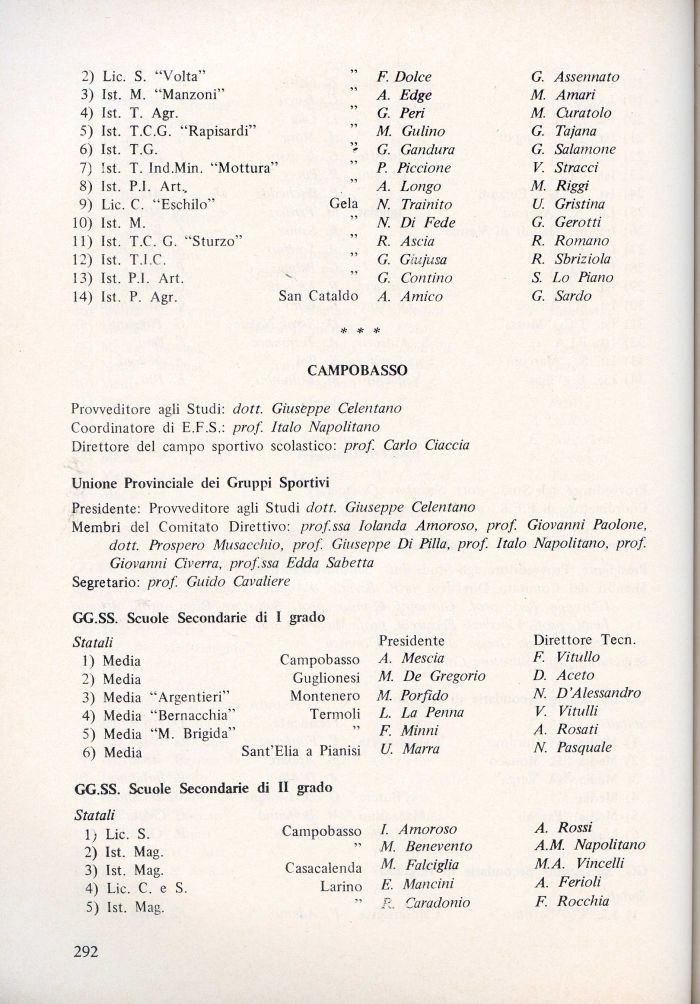 2) Lic. S. “Volta” ” F. Dolce G. Assennato
3) Ist. M. “Manzoni” ” A. Edge M. Amari
4) Ist. T. Agr. ” G. Peri M. Curatolo
5) Ist. T.C.G. “Rapisardi” ” M. Gulino G. Tajana
6) Ist. T.G. ” G. Gandura G. Salamone
7) Ist. T. Ind.Min. “Mottura” ” P. Piccione V. Stracci
8) Ist. P.I. Art. ” A. Longo M. Riggi
9) Lic. C. “Eschilo” Gela N. Trainito U. Gristina
10) Ist. M. ” N. Di Fede G. Gerotti
11) Ist. T.C. G. “Sturzo” ” R. Ascia R. Romano
12) Ist. T.I.C. ” G. Giujusa R. Sbriziola
13) Ist. P.I. Art. ” G. Contino S. Lo Piano
14) Ist. P. Agr. San Cataldo A. Amico G. Sardo
* * *
CAMPOBASSO
Provveditore agli Studi: dott. Giuseppe Celentano
Coordinatore di E.F.S.: prof. Italo Napolitano
Direttore del campo sportivo scolastico: prof. Carlo Ciaccia
Unione Provinciale dei Gruppi Sportivi
Presidente: Provveditore agli Studi dott. Giuseppe Celentano
Membri del Comitato Direttivo: prof.ssa Iolanda Amoroso, prof. Giovanni Paolone,
dott. Prospero Musacchio, prof. Giuseppe Di Pilla, prof. Italo Napolitano, prof.
Giovanni Civerra, prof.ssa Edda Sabetta
Segretario: prof. Guido Cavaliere
GG.SS. Scuole Secondarie di I grado
Statali Presidente Direttore Tecn.
1) Media Campobasso A. Mescia F. Vitullo
2) Media Guglionesi M. De Gregorio D. Aceto
3) Media “Argentieri” Montenero M. Porfido N. D’Alessandro
4) Media “Bernacchia” Termoli L. La Penna V. Vitulli
5) Media “M. Brigida” ” F. Minni A. Rosati
6) Media Sant’Elia a Pianisi U. Marra N. Pasquale
GG.SS. Scuole Secondarie di II grado
Statali
1) Lic. S. Campobasso I. Amoroso A. Rossi
2) Ist. Mag. ” M. Benevento A.M. Napolitano
3) Ist. Mag. Casacalenda M. Falciglia M.A. Vincelli
4) Lic. C. e S. Larino E. Mancini A. Ferioli
5) Ist. Mag. ” R. Caradonio F. Rocchia
292